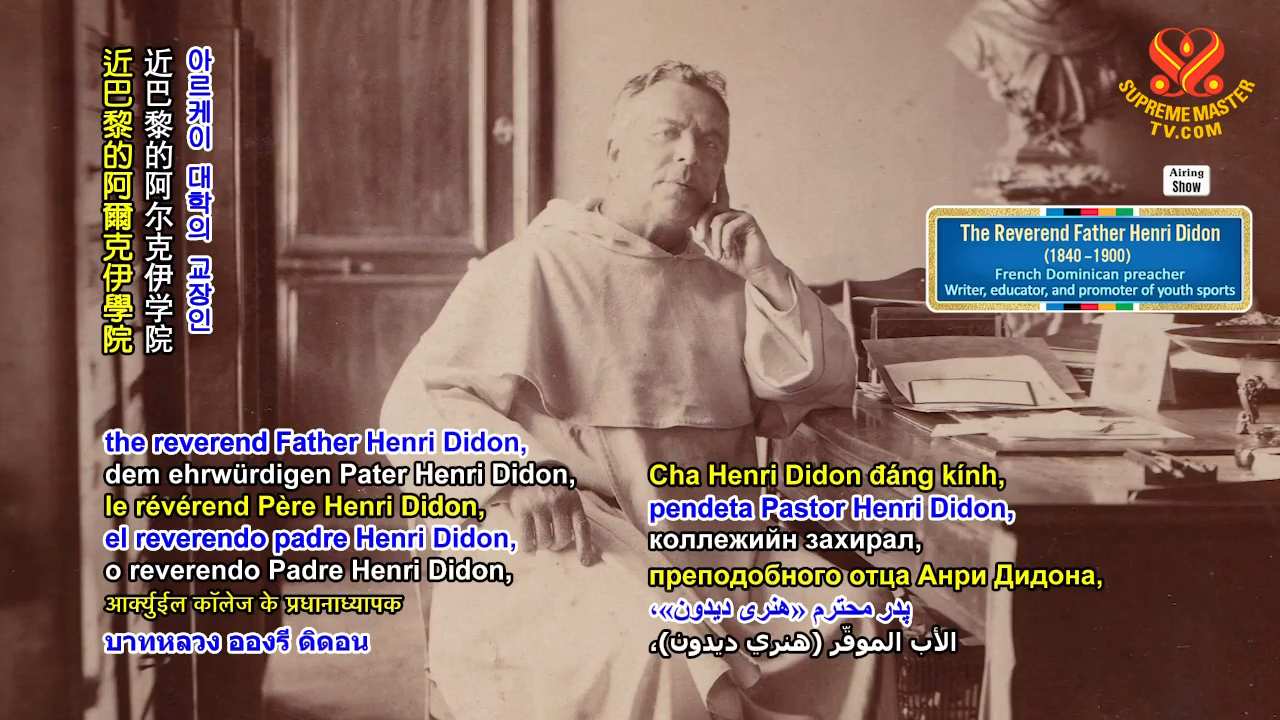 近巴黎的阿爾克伊學院
近巴黎的阿尔克伊学院
아르케이 대학의 교장인
SUPREME MASTER
TV.COM
Airing
Show
The Reverend Father Henri Didon
(1840 – 1900)
French Dominican preacher
Writer, educator, and promoter of youth sports
the reverend Father Henri Didon,
dem ehrwürdigen Pater Henri Didon,
le révérend Père Henri Didon,
el reverendo padre Henri Didon,
o reverendo Padre Henri Didon,
आर्क्युईल कॉलेज के प्रधानाध्यापक
บาทหลวง อองรี ดิดอน
Cha Henri Didon đáng kính,
pendeta Pastor Henri Didon,
коллежийн захирал,
преподобного отца Анри Дидона,
پدر محترم «هنری دیدون»،
الأب الموقّر (هنري ديدون)،